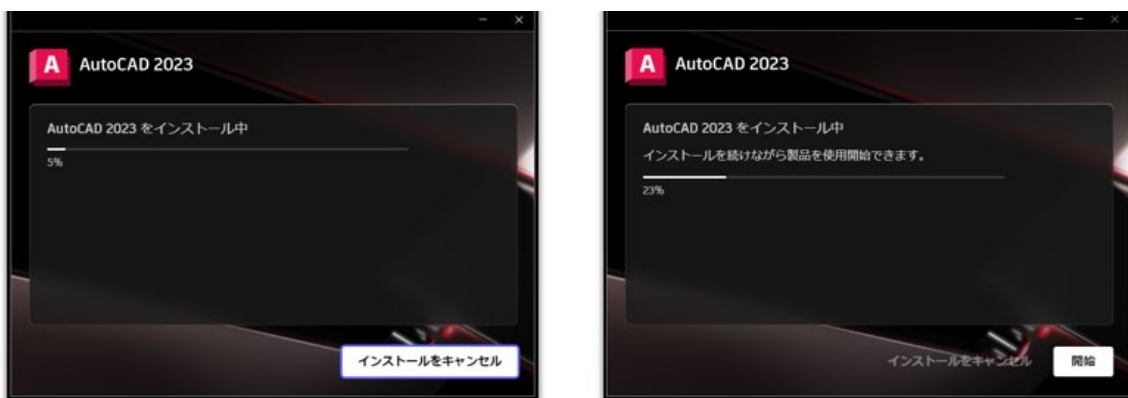 A AutoCAD 2023
AutoCAD 2023 をインストール中
5%
インストールをキャンセル
A AutoCAD 2023
AutoCAD 2023 をインストール中
インストールを続けながら製品を使用開始できます。
23%
インストールをキャンセル
開始